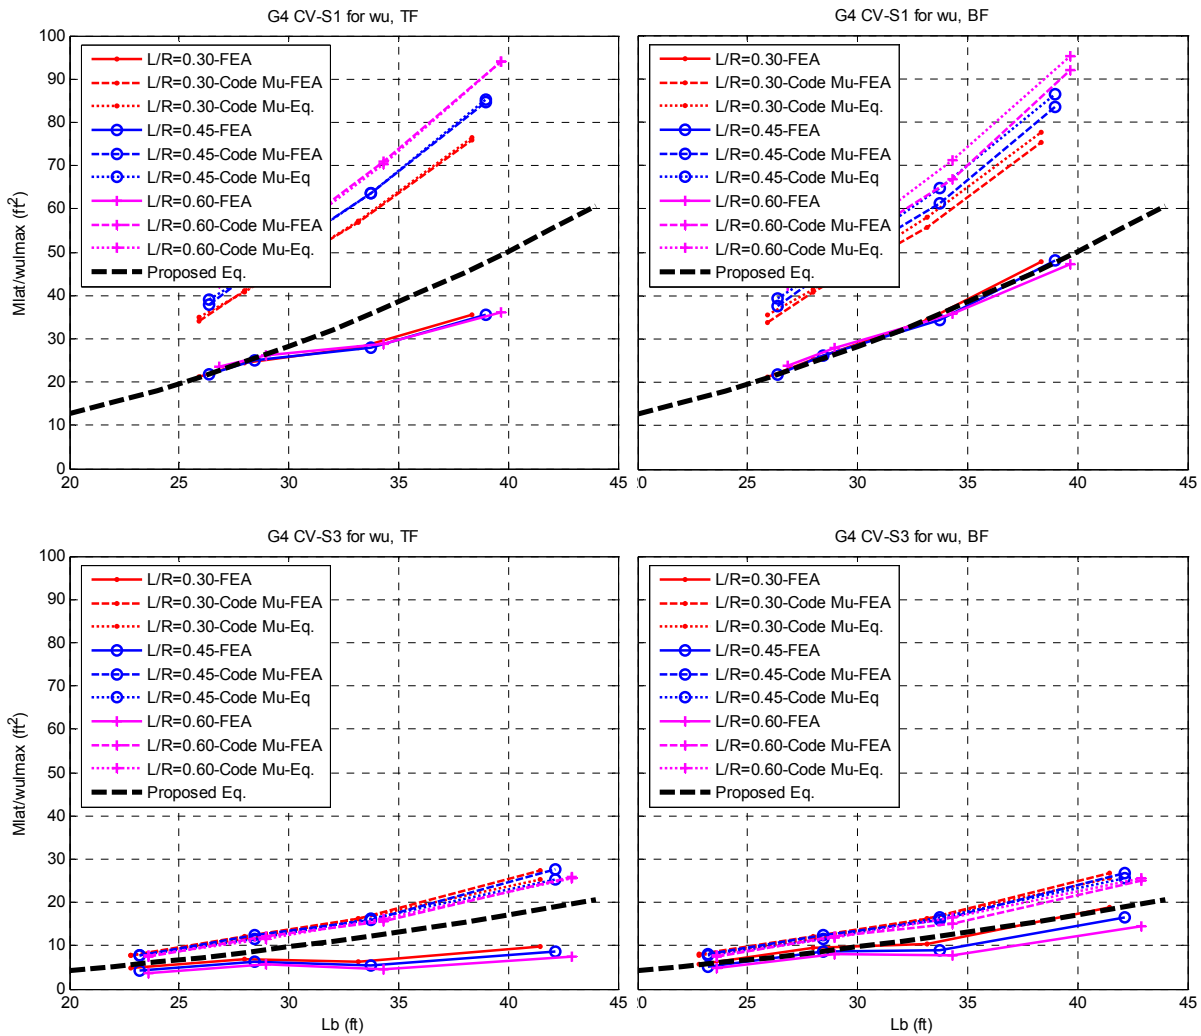 G4 CV-S1 for wu, TF
100
90
80
70
60
50
40
30
20
10
0
Mlat/wulmax (ft2)
L/R=0.30-FEA
L/R=0.30-Code Mu-FEA
L/R=0.30-Code Mu-Eq.
L/R=0.45-FEA
L/R=0.45-Code Mu-FEA
L/R=0.45-Code Mu-Eq
L/R=0.60-FEA
L/R=0.60-Code Mu-FEA
L/R=0.60-Code Mu-Eq.
Proposed Eq.
20 25 30 35 40 45
G4 CV-S1 for wu, BF
L/R=0.30-FEA
L/R=0.30-Code Mu-FEA
L/R=0.30-Code Mu-Eq.
L/R=0.45-FEA
L/R=0.45-Code Mu-FEA
L/R=0.45-Code Mu-Eq
L/R=0.60-FEA
L/R=0.60-Code Mu-FEA
L/R=0.60-Code Mu-Eq.
Proposed Eq.
20 25 30 35 40 45
G4 CV-S3 for wu, TF
100
90
80
70
60
50
40
30
20
10
0
Mlat/wulmax (ft2)
L/R=0.30-FEA
L/R=0.30-Code Mu-FEA
L/R=0.30-Code Mu-Eq.
L/R=0.45-FEA
L/R=0.45-Code Mu-FEA
L/R=0.45-Code Mu-Eq
L/R=0.60-FEA
L/R=0.60-Code Mu-FEA
L/R=0.60-Code Mu-Eq.
Proposed Eq.
20 25 30 35 40 45
Lb (ft)
G4 CV-S3 for wu, BF
L/R=0.30-FEA
L/R=0.30-Code Mu-FEA
L/R=0.30-Code Mu-Eq.
L/R=0.45-FEA
L/R=0.45-Code Mu-FEA
L/R=0.45-Code Mu-Eq
L/R=0.60-FEA
L/R=0.60-Code Mu-FEA
L/R=0.60-Code Mu-Eq.
Proposed Eq.
20 25 30 35 40 45
Lb (ft)